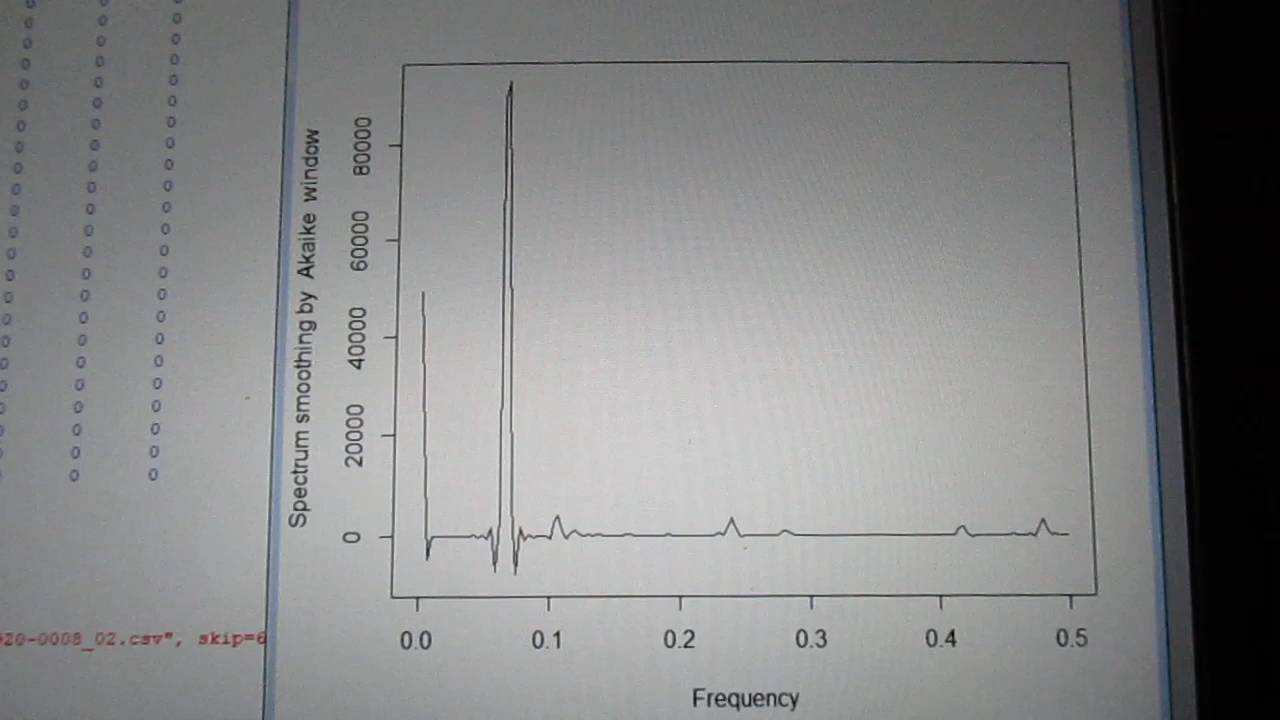 Spectrum smoothing by Akaike window
80000
60000
40000
20000
0
0.0 0.1 0.2 0.3 0.4 0.5
Frequency
20-0008_02.csv", skip=6